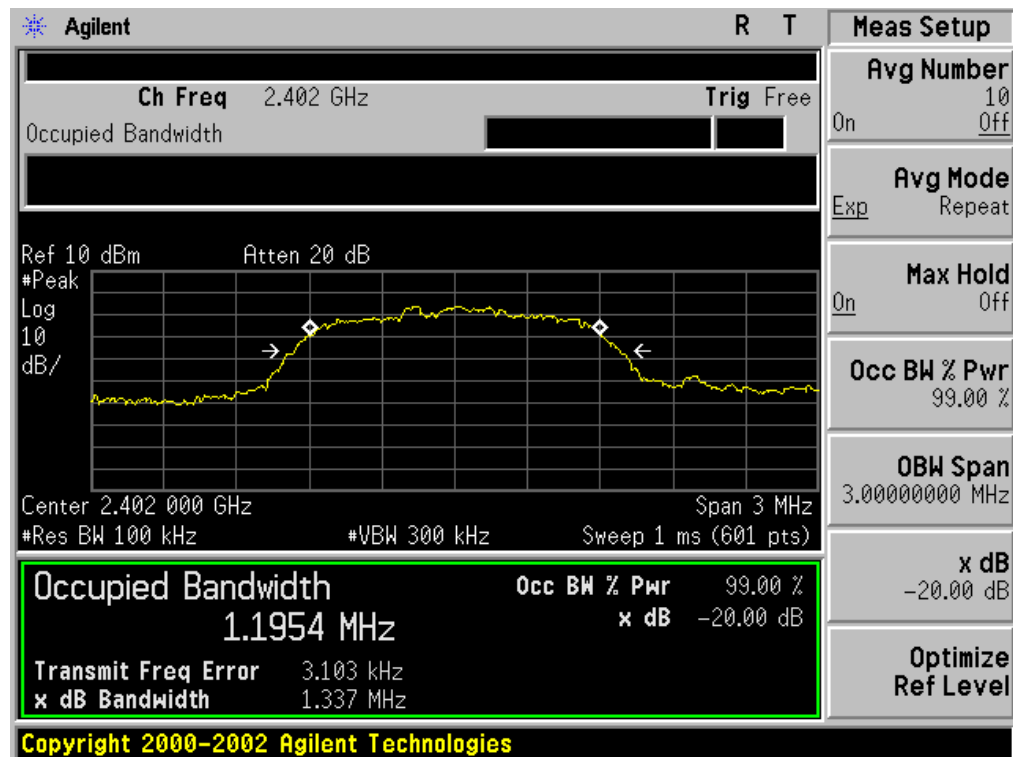 Agilent R T
Ch Freq 2.402 GHz Trig Free
Occupied Bandwidth
Ref 10 dBm Atten 20 dB
#Peak
Log
10
dB/
Center 2.402 000 GHz Span 3 MHz
#Res BW 100 kHz #VBW 300 kHz Sweep 1 ms (601 pts)
Occupied Bandwidth Occ BW % Pwr 99.00 %
1.1954 MHz x dB -20.00 dB
Transmit Freq Error 3.103 kHz
x dB Bandwidth 1.337 MHz
Copyright 2000-2002 Agilent Technologies
Meas Setup
Avg Number
10
On Off
Avg Mode
Exp Repeat
Max Hold
On Off
Occ BW % Pwr
99.00 %
OBW Span
3.00000000 MHz
x dB
-20.00 dB
Optimize
Ref Level